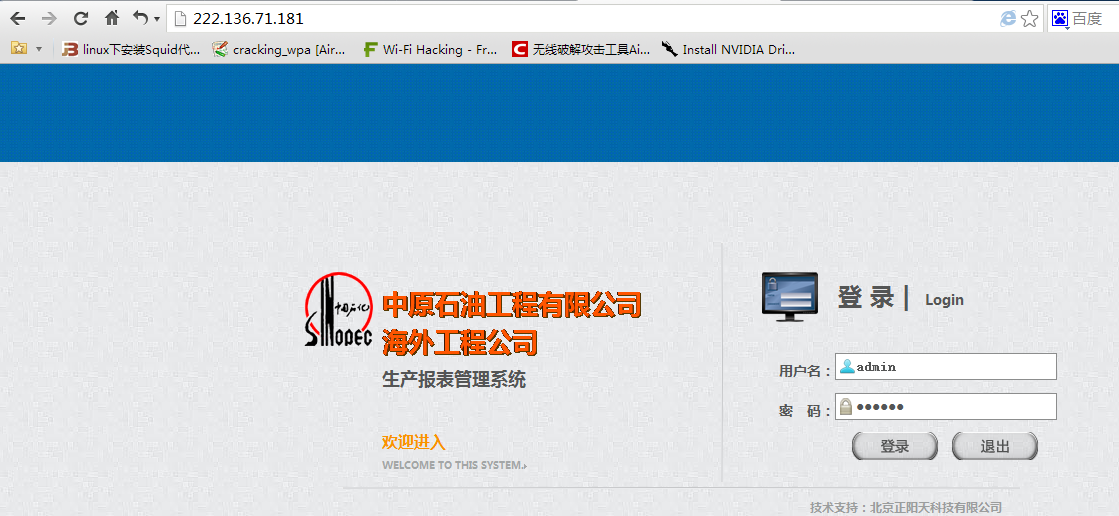 222.136.71.181
百度
linux下安装Squid代...
cracking_wpa [Air...
Wi-Fi Hacking - Fr...
无线破解攻击工具Ai...
Install NVIDIA Dri...
中国石化
SINOPEC
中原石油工程有限公司
海外工程公司
生产报表管理系统
欢迎进入
WELCOME TO THIS SYSTEM.
登 录 | Login
用户名： admin
密 码： ●●●●●●
登录 退出
技术支持：北京正阳天科技有限公司